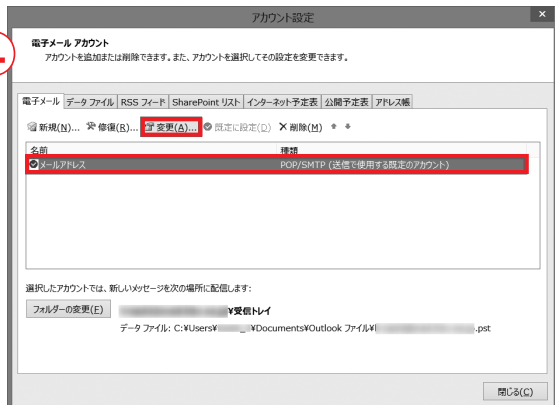 アカウント設定
×
電子メール アカウント
アカウントを追加または削除できます。また、アカウントを選択してその設定を変更できます。
電子メール データ ファイル RSS フィード SharePoint リスト インターネット予定表 公開予定表 アドレス帳
新規(N)... 修復(R)... 変更(A)... 既定に設定(D) 削除(M)
名前 種類
メールアドレス POP/SMTP (送信で使用する既定のアカウント)
選択したアカウントでは、新しいメッセージを次の場所に配信します:
フォルダーの変更(F) ¥受信トレイ
データ ファイル: C:¥Users¥ _ ¥Documents¥Outlook ファイル¥ .pst
閉じる(C)